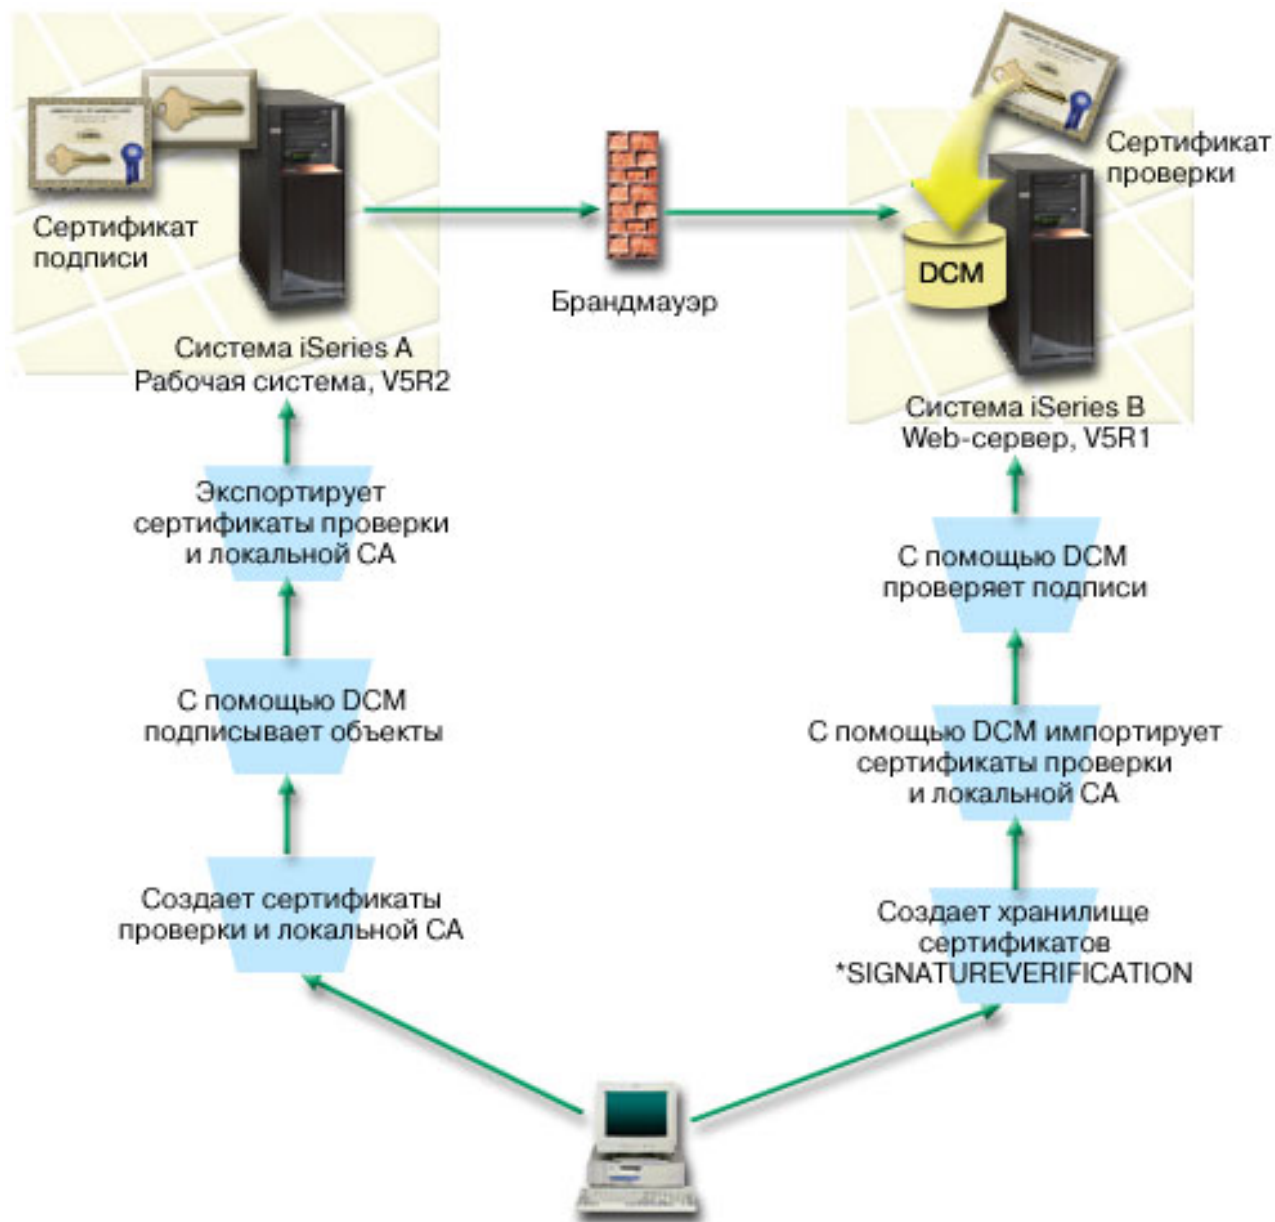 Сертификат
подписи
Сертификат
проверки
DCM
Брандмауэр
Система iSeries A
Рабочая система, V5R2
Система iSeries B
Web-сервер, V5R1
Экспортирует
сертификаты проверки
и локальной CA
С помощью DCM
проверяет подписи
С помощью DCM
подписывает объекты
С помощью DCM импортирует
сертификаты проверки
и локальной CA
Создает сертификаты
проверки и локальной CA
Создает хранилище
сертификатов
*SIGNATUREVERIFICATION